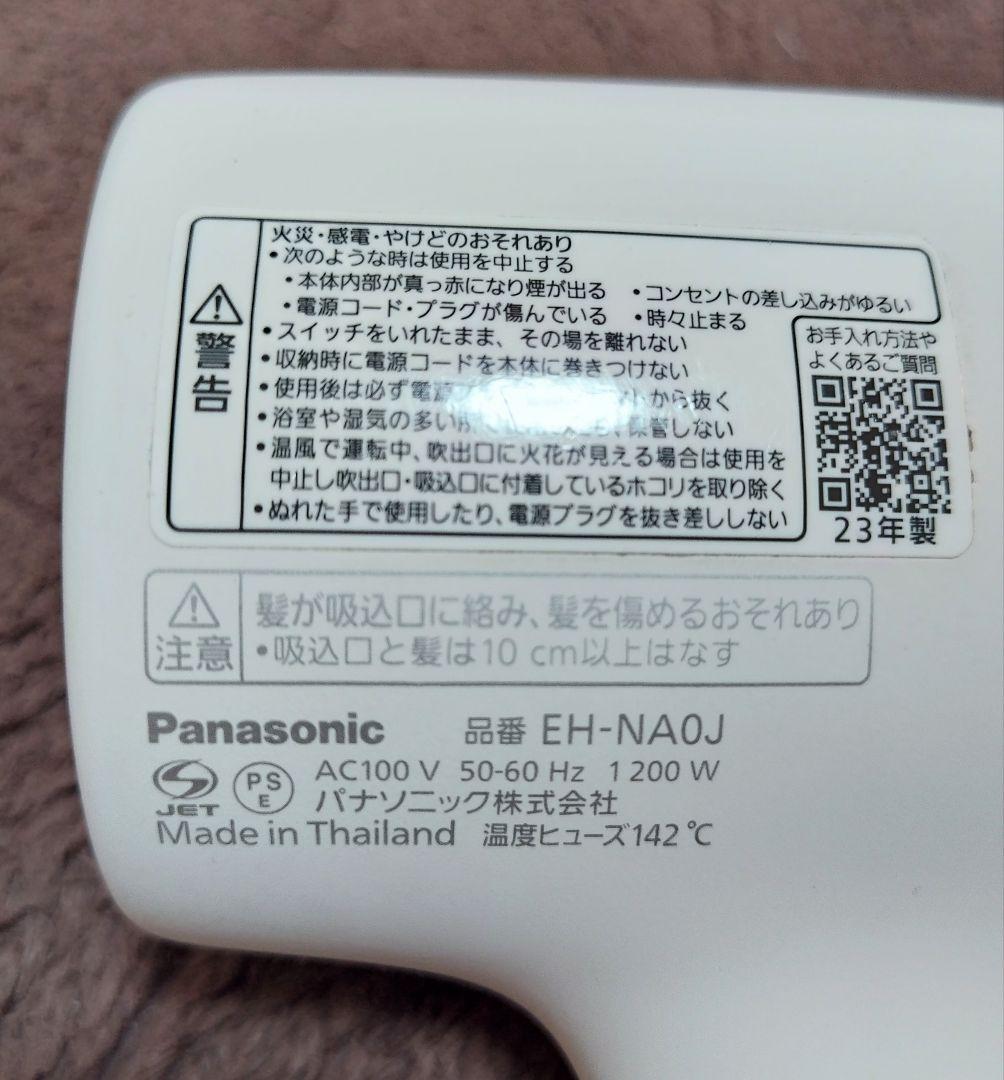 火災・感電・やけどのおそれあり
・次のような時は使用を中止する
・本体内部が真っ赤になり煙が出る ・コンセントの差し込みがゆるい
・電源コード・プラグが傷んでいる ・時々止まる
・スイッチをいれたまま、その場を離れない
・収納時に電源コードを本体に巻きつけない
・使用後は必ず電源 から抜く
・浴室や湿気の多い 保管しない
・温風で運転中、吹出口に火花が見える場合は使用を
中止し吹出口・吸込口に付着しているホコリを取り除く
・ぬれた手で使用したり、電源プラグを抜き差ししない
警告
お手入れ方法や
よくあるご質問
23年製
注意
髪が吸込口に絡み、髪を傷めるおそれあり
・吸込口と髪は10 cm以上はなす
Panasonic 品番 EH-NA0J
JET PS E AC100 V 50-60 Hz 1 200 W
パナソニック株式会社
Made in Thailand 温度ヒューズ142℃